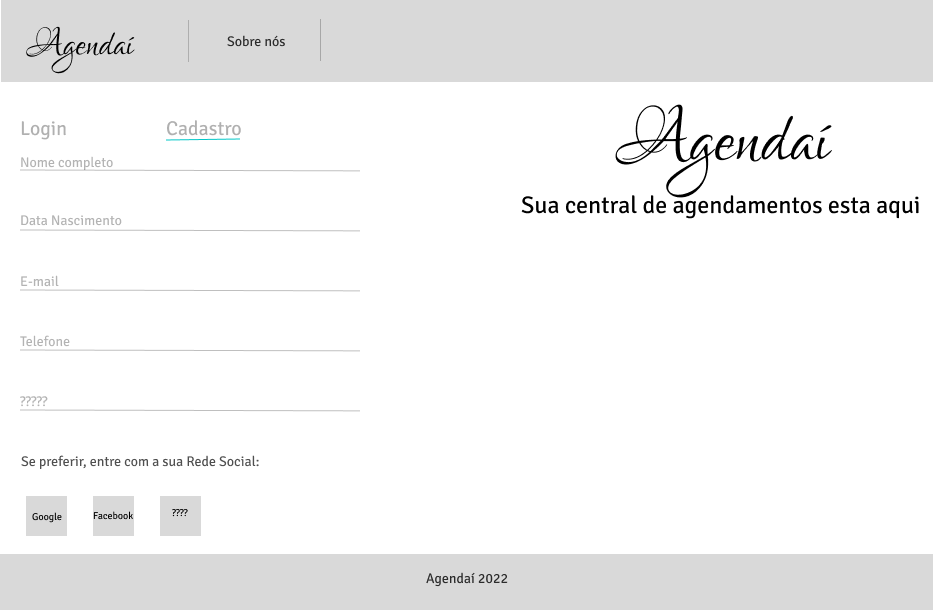 Agendaí
Sobre nós
Login
Cadastro
Nome completo
Data Nascimento
E-mail
Telefone
?????
Se preferir, entre com a sua Rede Social:
Google
Facebook
????
Agendaí
Sua central de agendamentos esta aqui
Agendaí 2022